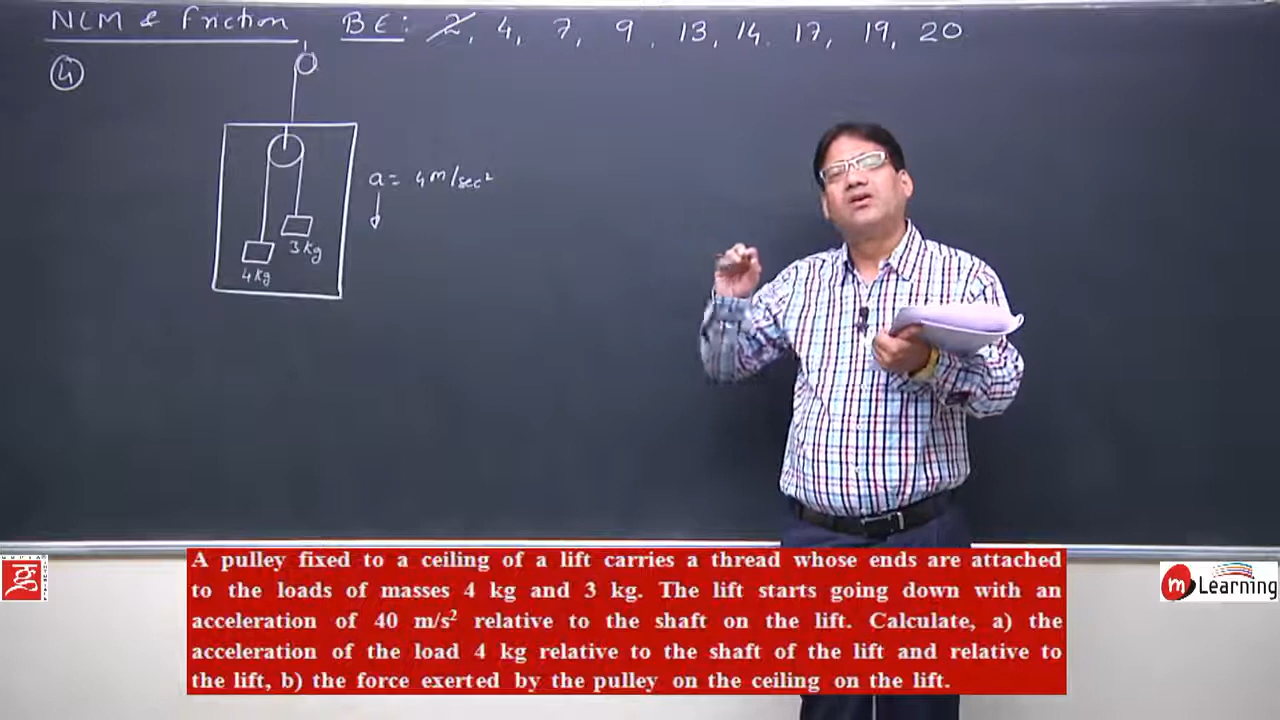 NLM & Friction BE: 2, 4, 7, 9, 13, 14. 17, 19, 20
4
a = 4 m/sec²
3 kg
4 kg
A pulley fixed to a ceiling of a lift carries a thread whose ends are attached
to the loads of masses 4 kg and 3 kg. The lift starts going down with an
acceleration of 40 m/s² relative to the shaft on the lift. Calculate, a) the
acceleration of the load 4 kg relative to the shaft of the lift and relative to
the lift, b) the force exerted by the pulley on the ceiling on the lift.
m Learning